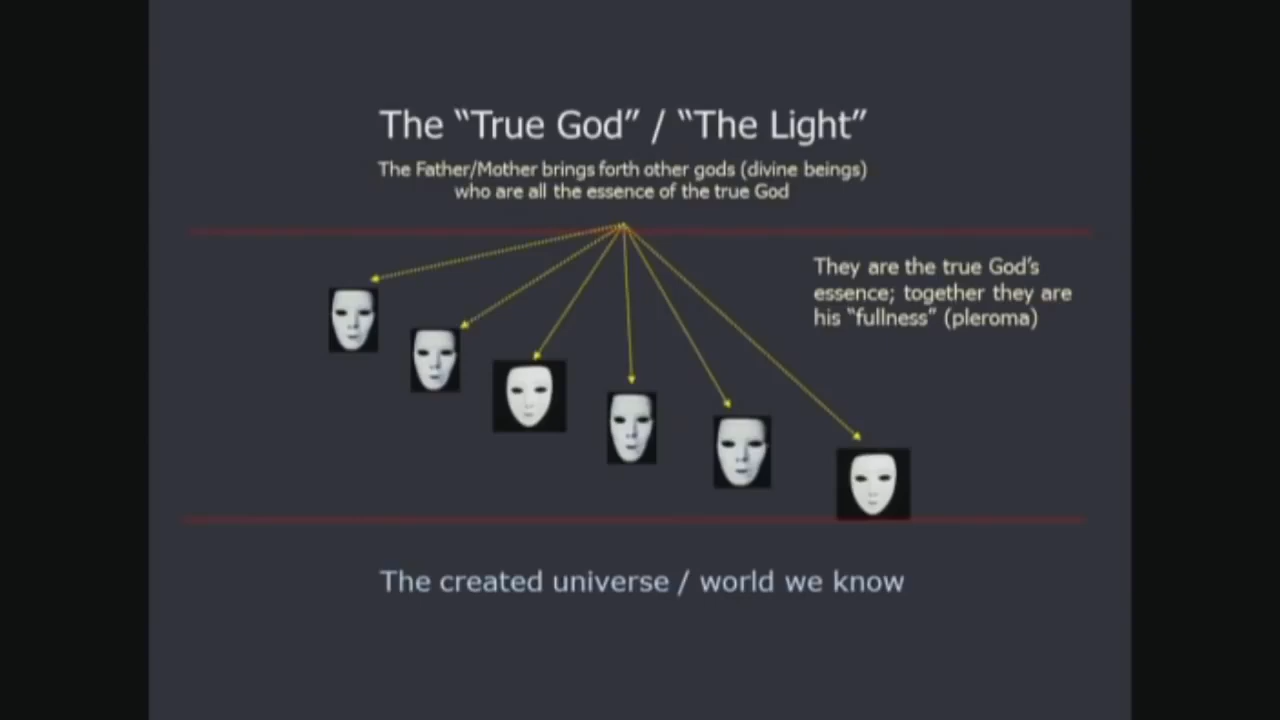 The “True God” / “The Light”
The Father/Mother brings forth other gods (divine beings)
who are all the essence of the true God
They are the true God’s
essence; together they are
his “fullness” (pleroma)
The created universe / world we know